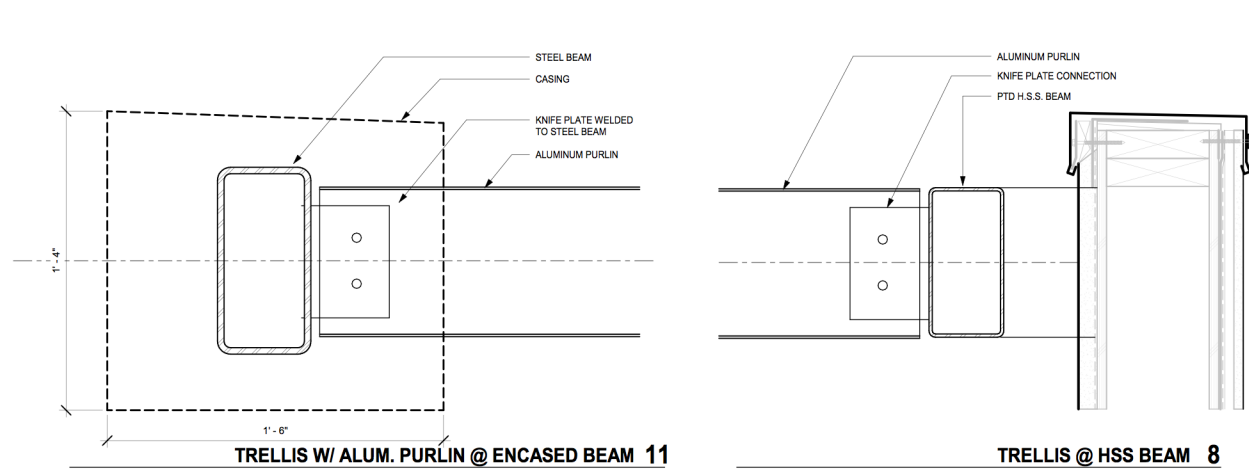 STEEL BEAM
CASING
KNIFE PLATE WELDED
TO STEEL BEAM
ALUMINUM PURLIN
1' - 4"
1' - 6"
TRELLIS W/ ALUM. PURLIN @ ENCASED BEAM 11
ALUMINUM PURLIN
KNIFE PLATE CONNECTION
PTD H.S.S. BEAM
TRELLIS @ HSS BEAM 8